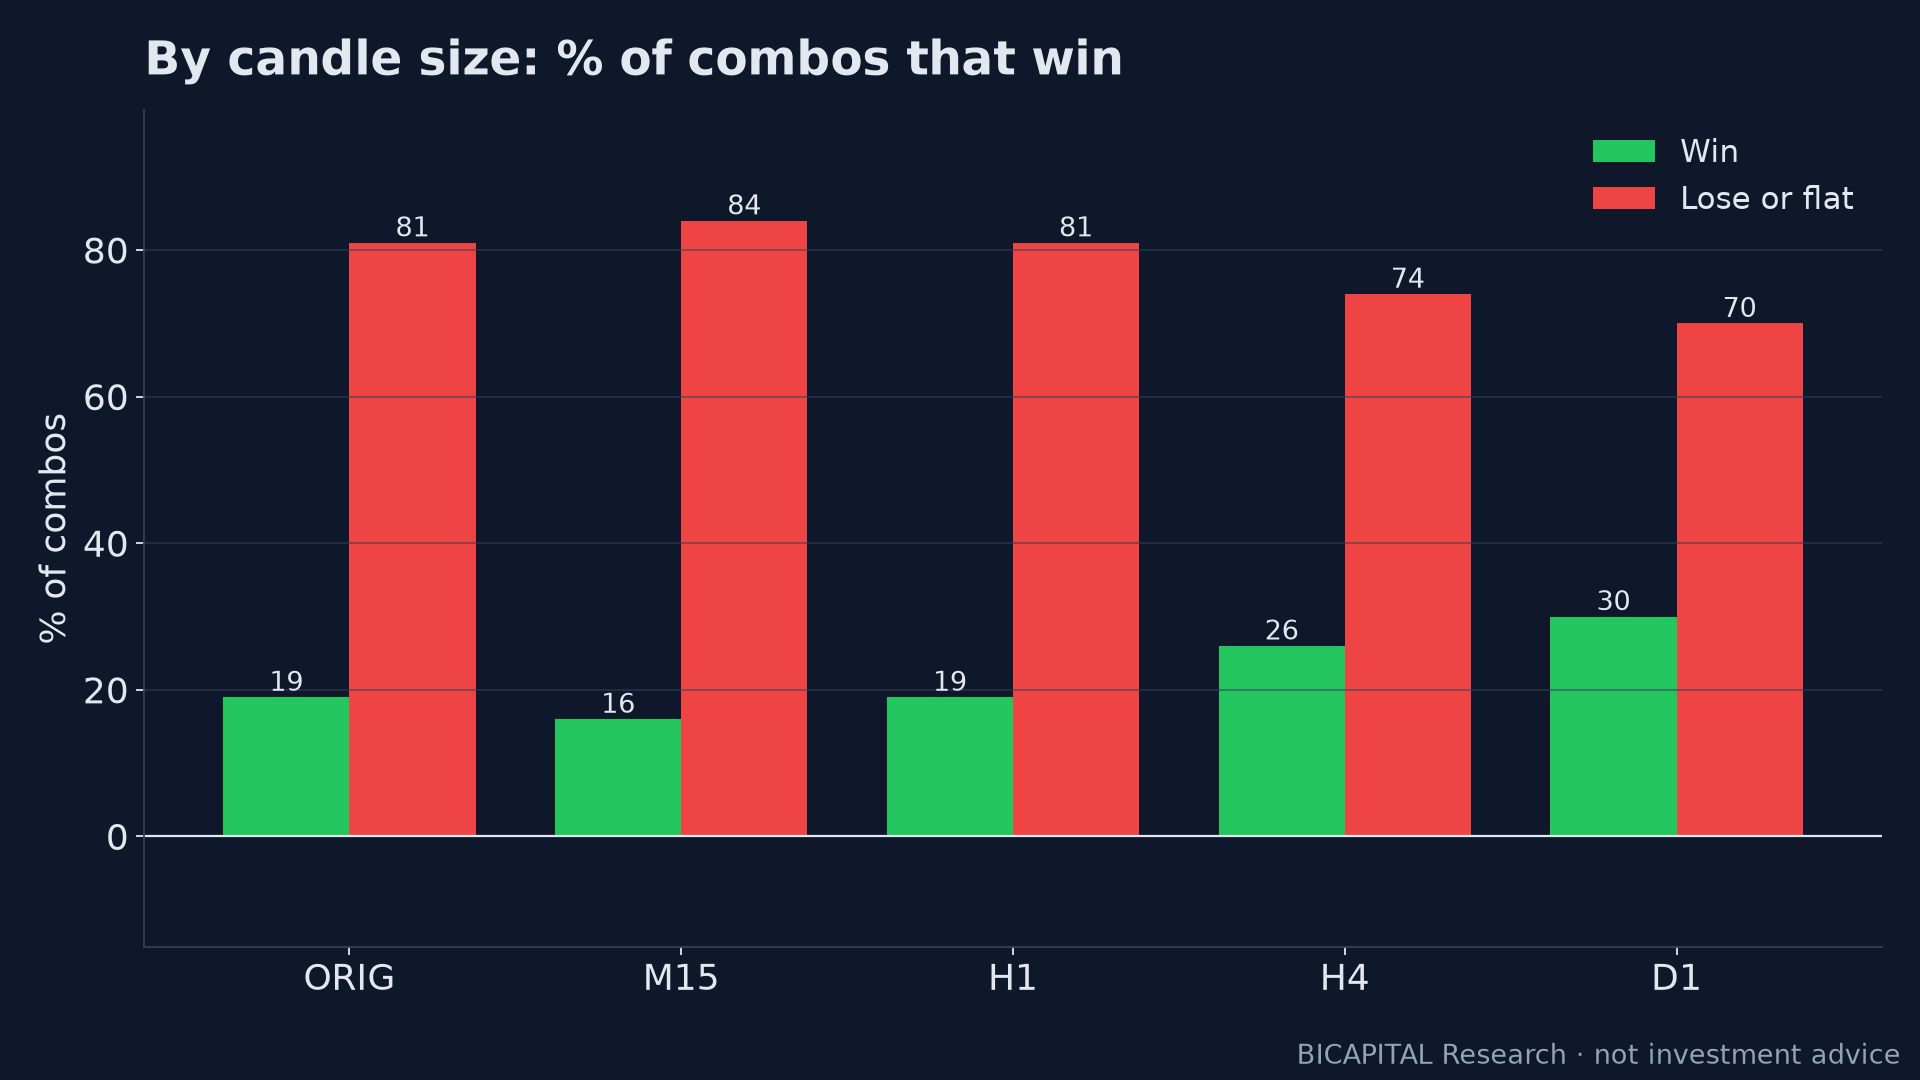 By candle size: % of combos that win
Win
Lose or flat
% of combos
80
60
40
20
0
19
81
16
84
19
81
26
74
30
70
ORIG
M15
H1
H4
D1
BICAPITAL Research · not investment advice